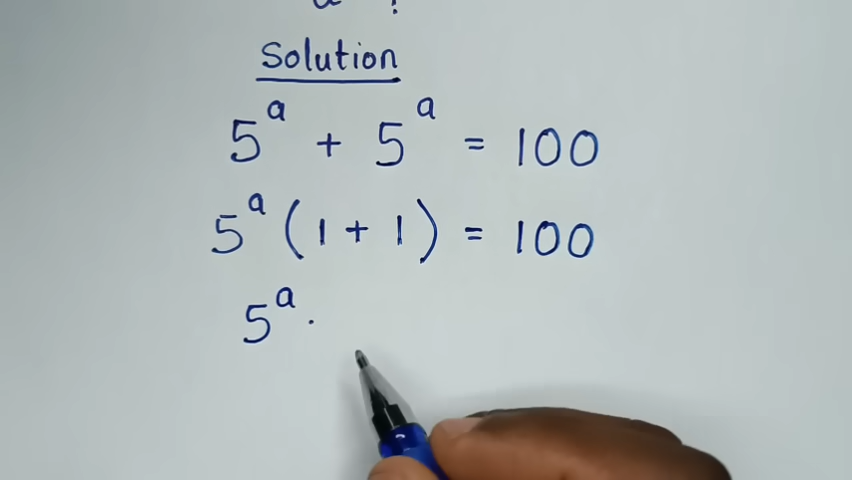 Solution
5^a + 5^a = 100
5^a (1 + 1) = 100
5^a ·